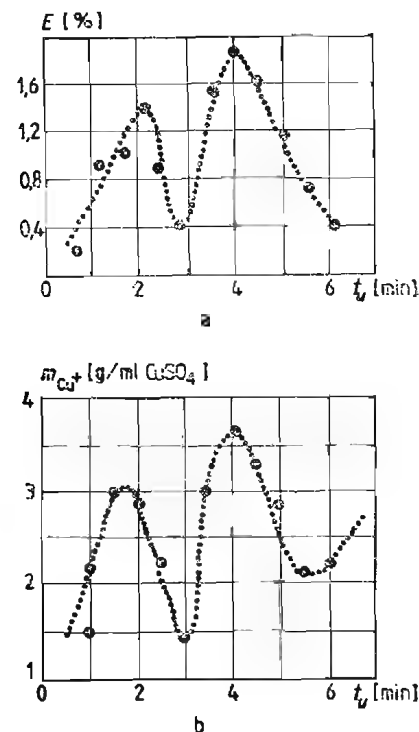 E [%]
1,6
1,2
0,8
0,4
0 2 4 6 t_u [min]
a
m_Cu+ [g/ml CuSO₄]
4
3
2
1
0 2 4 6 t_u [min]
b